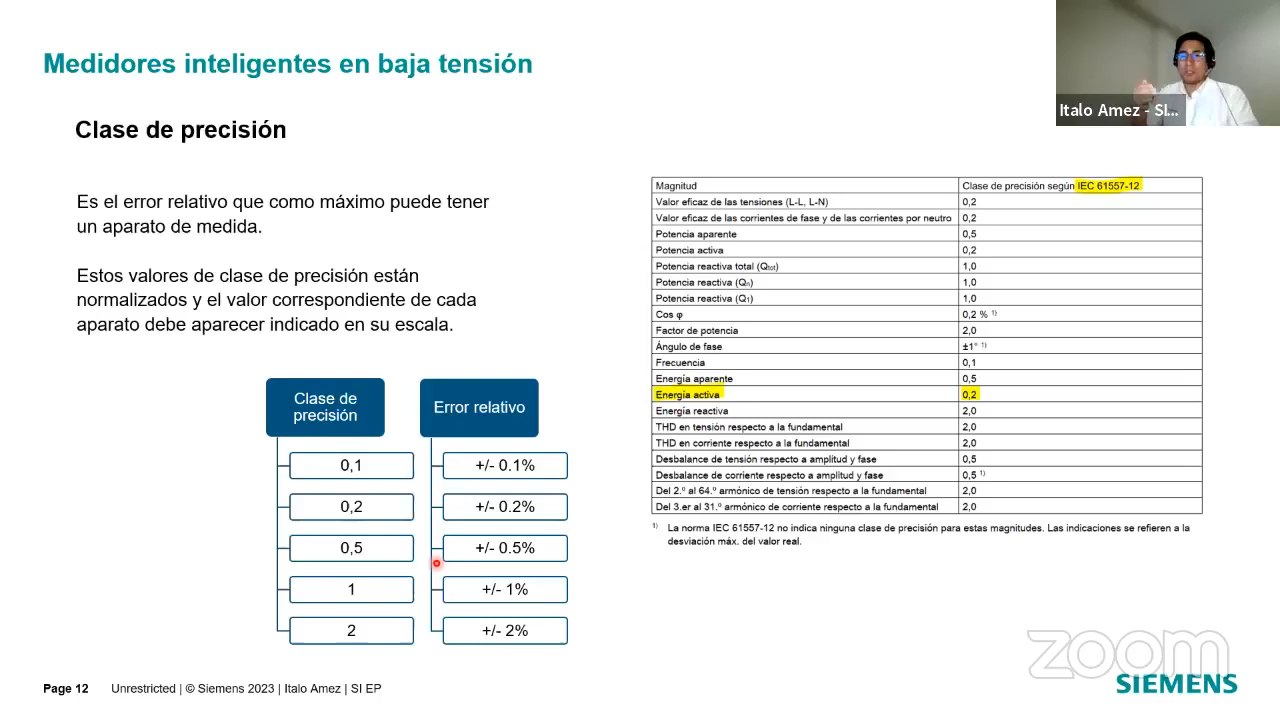 Medidores inteligentes en baja tensión
Italo Amez - SI...
Clase de precisión
Es el error relativo que como máximo puede tener
un aparato de medida.
Estos valores de clase de precisión están
normalizados y el valor correspondiente de cada
aparato debe aparecer indicado en su escala.
Clase de
precisión
Error relativo
0,1 +/- 0.1%
0,2 +/- 0.2%
0,5 +/- 0.5%
1 +/- 1%
2 +/- 2%
Magnitud Clase de precisión según IEC 61557-12
Valor eficaz de las tensiones (L-L, L-N) 0,2
Valor eficaz de las corrientes de fase y de las corrientes por neutro 0,2
Potencia aparente 0,5
Potencia activa 0,2
Potencia reactiva total (Qtot) 1,0
Potencia reactiva (Qn) 1,0
Potencia reactiva (Q1) 1,0
Cos φ 0,2 % 1)
Factor de potencia 2,0
Ángulo de fase ±1° 1)
Frecuencia 0,1
Energía aparente 0,5
Energía activa 0,2
Energía reactiva 2,0
THD en tensión respecto a la fundamental 2,0
THD en corriente respecto a la fundamental 2,0
Desbalance de tensión respecto a amplitud y fase 0,5
Desbalance de corriente respecto a amplitud y fase 0,5 1)
Del 2.º al 64.º armónico de tensión respecto a la fundamental 2,0
Del 3.er al 31.º armónico de corriente respecto a la fundamental 2,0
1) La norma IEC 61557-12 no indica ninguna clase de precisión para estas magnitudes. Las indicaciones se refieren a la
desviación máx. del valor real.
zoom
SIEMENS
Page 12 Unrestricted | © Siemens 2023 | Italo Amez | SI EP